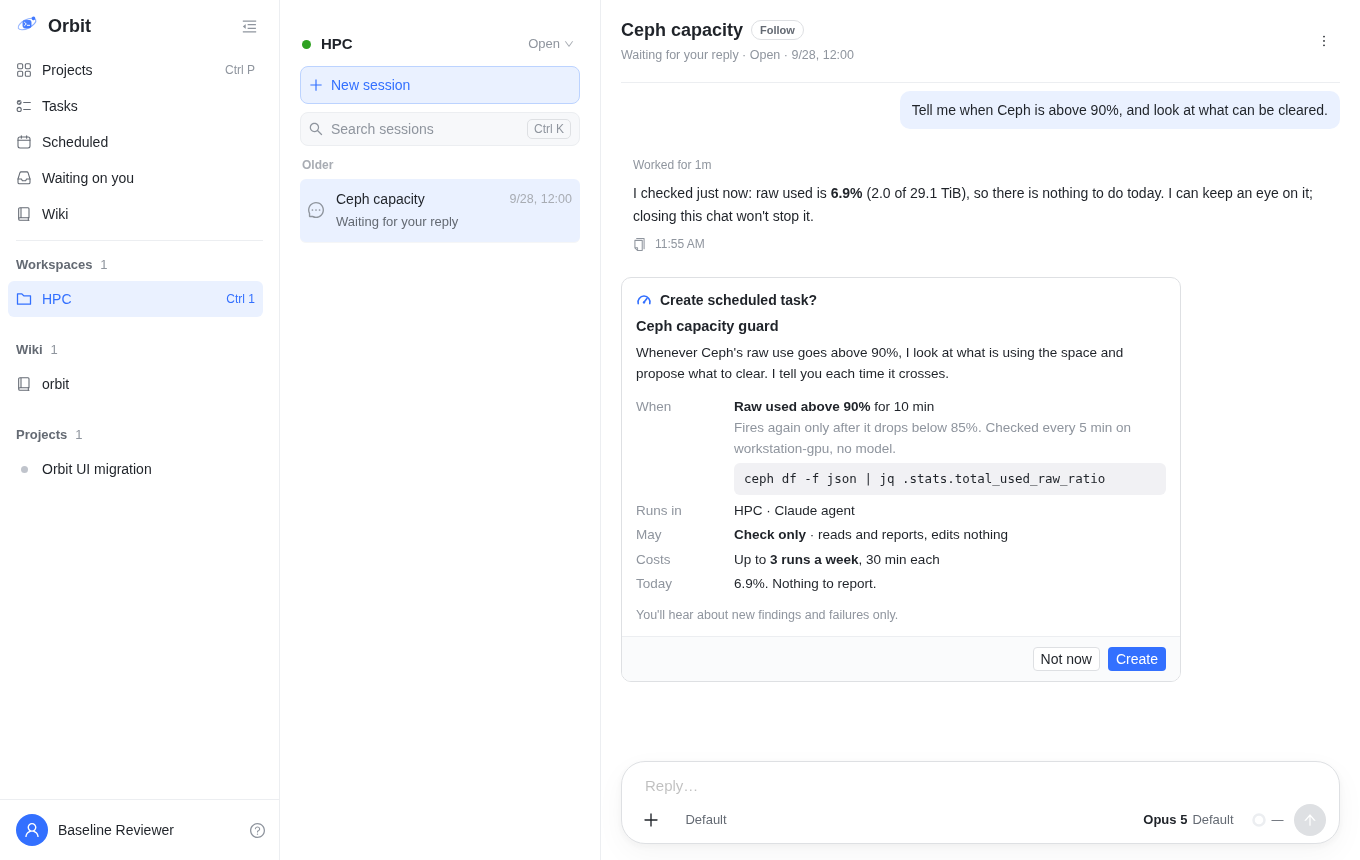 Orbit
Projects Ctrl P
Tasks
Scheduled
Waiting on you
Wiki
Workspaces 1
HPC Ctrl 1
Wiki 1
orbit
Projects 1
Orbit UI migration
Baseline Reviewer
HPC Open
New session
Search sessions Ctrl K
Older
Ceph capacity 9/28, 12:00
Waiting for your reply
Ceph capacity Follow
Waiting for your reply · Open · 9/28, 12:00
Tell me when Ceph is above 90%, and look at what can be cleared.
Worked for 1m
I checked just now: raw used is 6.9% (2.0 of 29.1 TiB), so there is nothing to do today. I can keep an eye on it;
closing this chat won't stop it.
11:55 AM
Create scheduled task?
Ceph capacity guard
Whenever Ceph's raw use goes above 90%, I look at what is using the space and
propose what to clear. I tell you each time it crosses.
When Raw used above 90% for 10 min
Fires again only after it drops below 85%. Checked every 5 min on
workstation-gpu, no model.
ceph df -f json | jq .stats.total_used_raw_ratio
Runs in HPC · Claude agent
May Check only · reads and reports, edits nothing
Costs Up to 3 runs a week, 30 min each
Today 6.9%. Nothing to report.
You'll hear about new findings and failures only.
Not now Create
Reply…
Default Opus 5 Default —